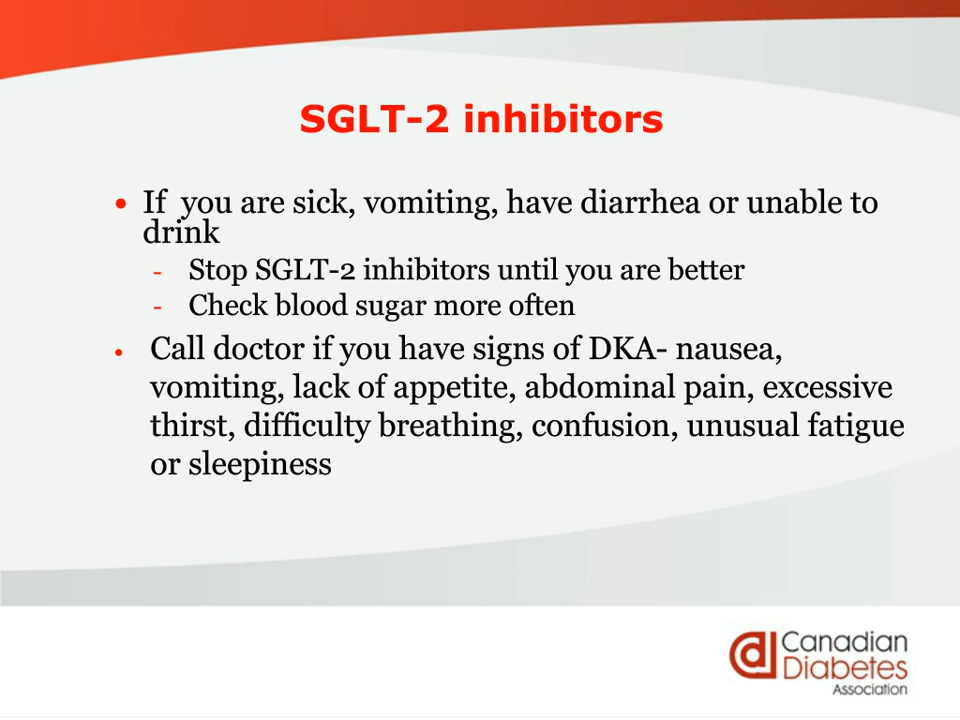 SGLT-2 inhibitors
• If  you are sick, vomiting, have diarrhea or unable to
drink
- Stop SGLT-2 inhibitors until you are better
- Check blood sugar more often
• Call doctor if you have signs of DKA- nausea,
vomiting, lack of appetite, abdominal pain, excessive
thirst, difficulty breathing, confusion, unusual fatigue
or sleepiness
Canadian
Diabetes
Association